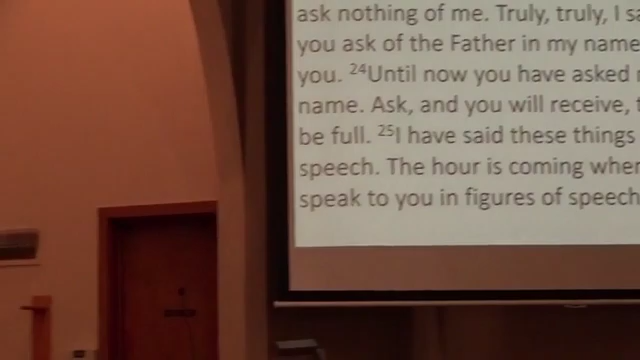 ask nothing of me. Truly, truly, I
you ask of the Father in my name
you. 24Until now you have asked
name. Ask, and you will receive,
be full. 25I have said these things
speech. The hour is coming when
speak to you in figures of speech